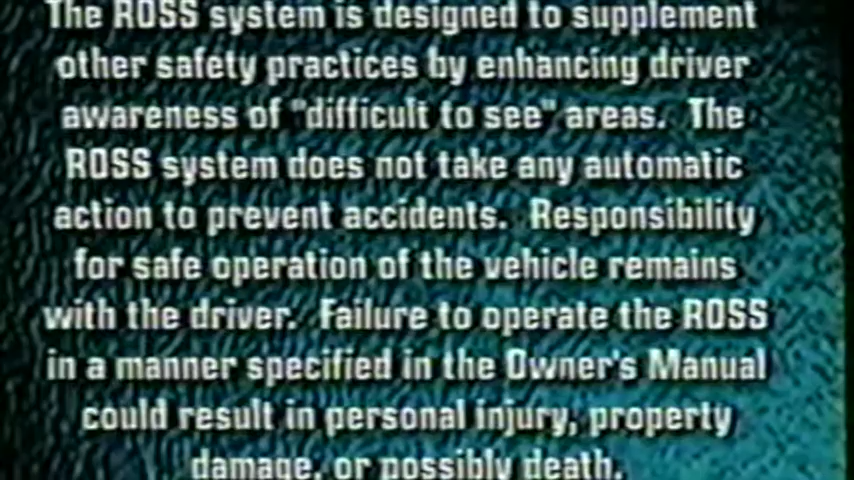 The ROSS system is designed to supplement
other safety practices by enhancing driver
awareness of "difficult to see" areas.  The
ROSS system does not take any automatic
action to prevent accidents.  Responsibility
for safe operation of the vehicle remains
with the driver.  Failure to operate the ROSS
in a manner specified in the Owner's Manual
could result in personal injury, property
damage, or possibly death.